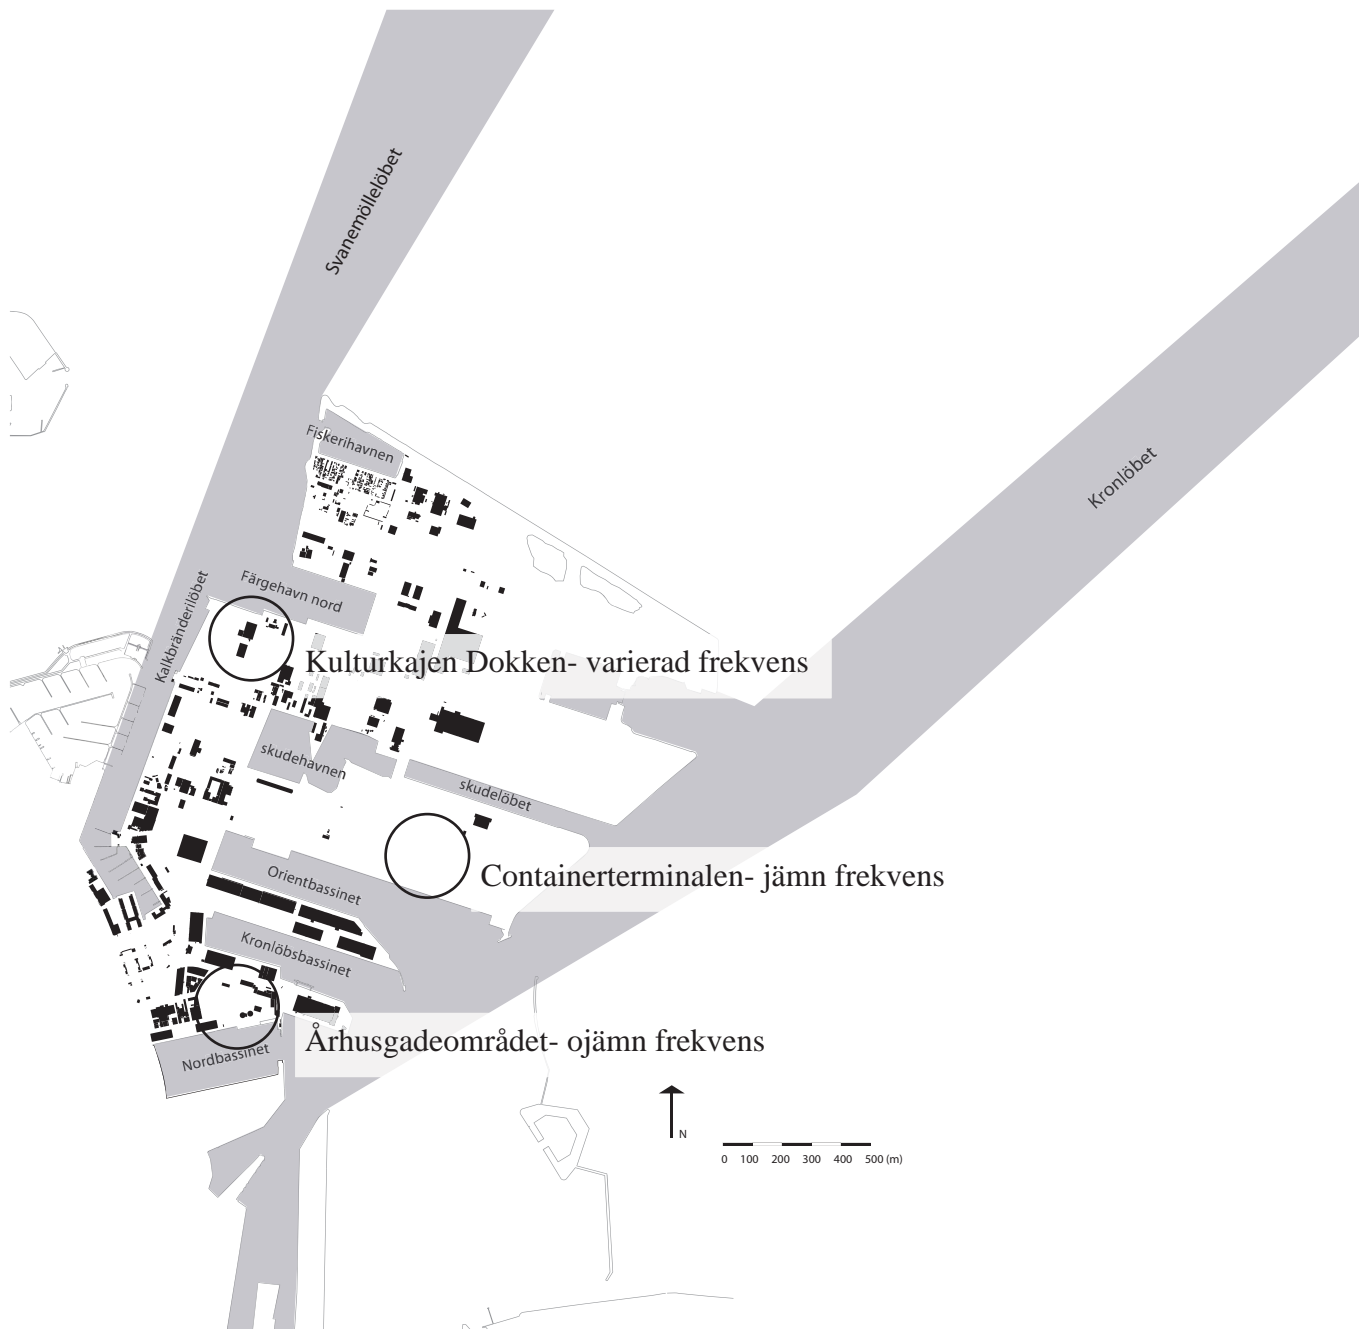 Svanemöllelöbet
Kronlöbet
Fiskerihavnen
Färgehavn nord
Kalkbränderilöbet
Kulturkajen Dokken- varierad frekvens
skudehavnen
skudelöbet
Containerterminalen- jämn frekvens
Orientbassinet
Kronlöbsbassinet
Århusgadeområdet- ojämn frekvens
Nordbassinet
N
0 100 200 300 400 500 (m)